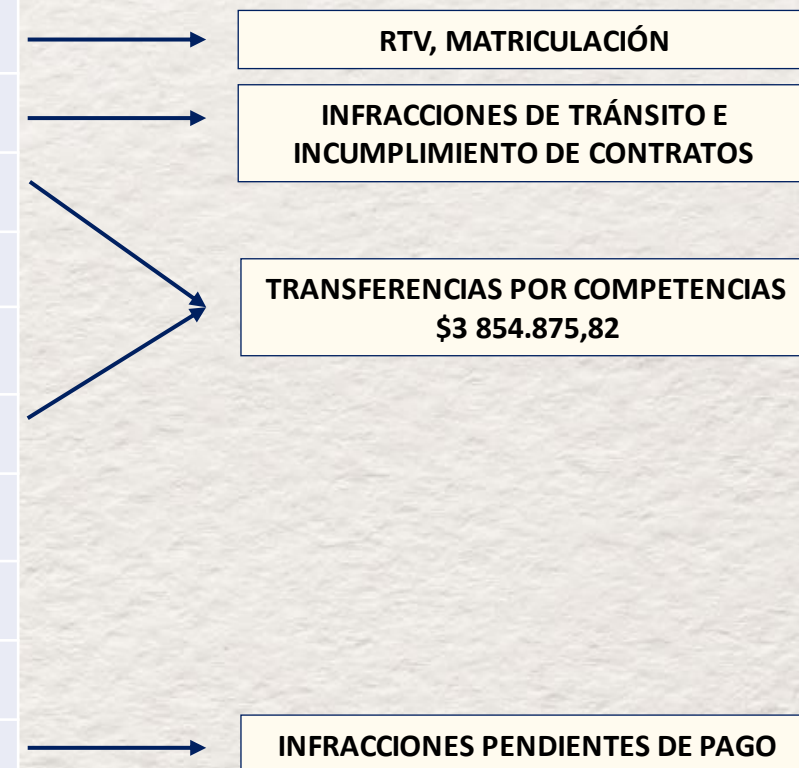 RTV, MATRICULACIÓN
INFRACCIONES DE TRÁNSITO E
INCUMPLIMIENTO DE CONTRATOS
TRANSFERENCIAS POR COMPETENCIAS
$3 854.875,82
INFRACCIONES PENDIENTES DE PAGO